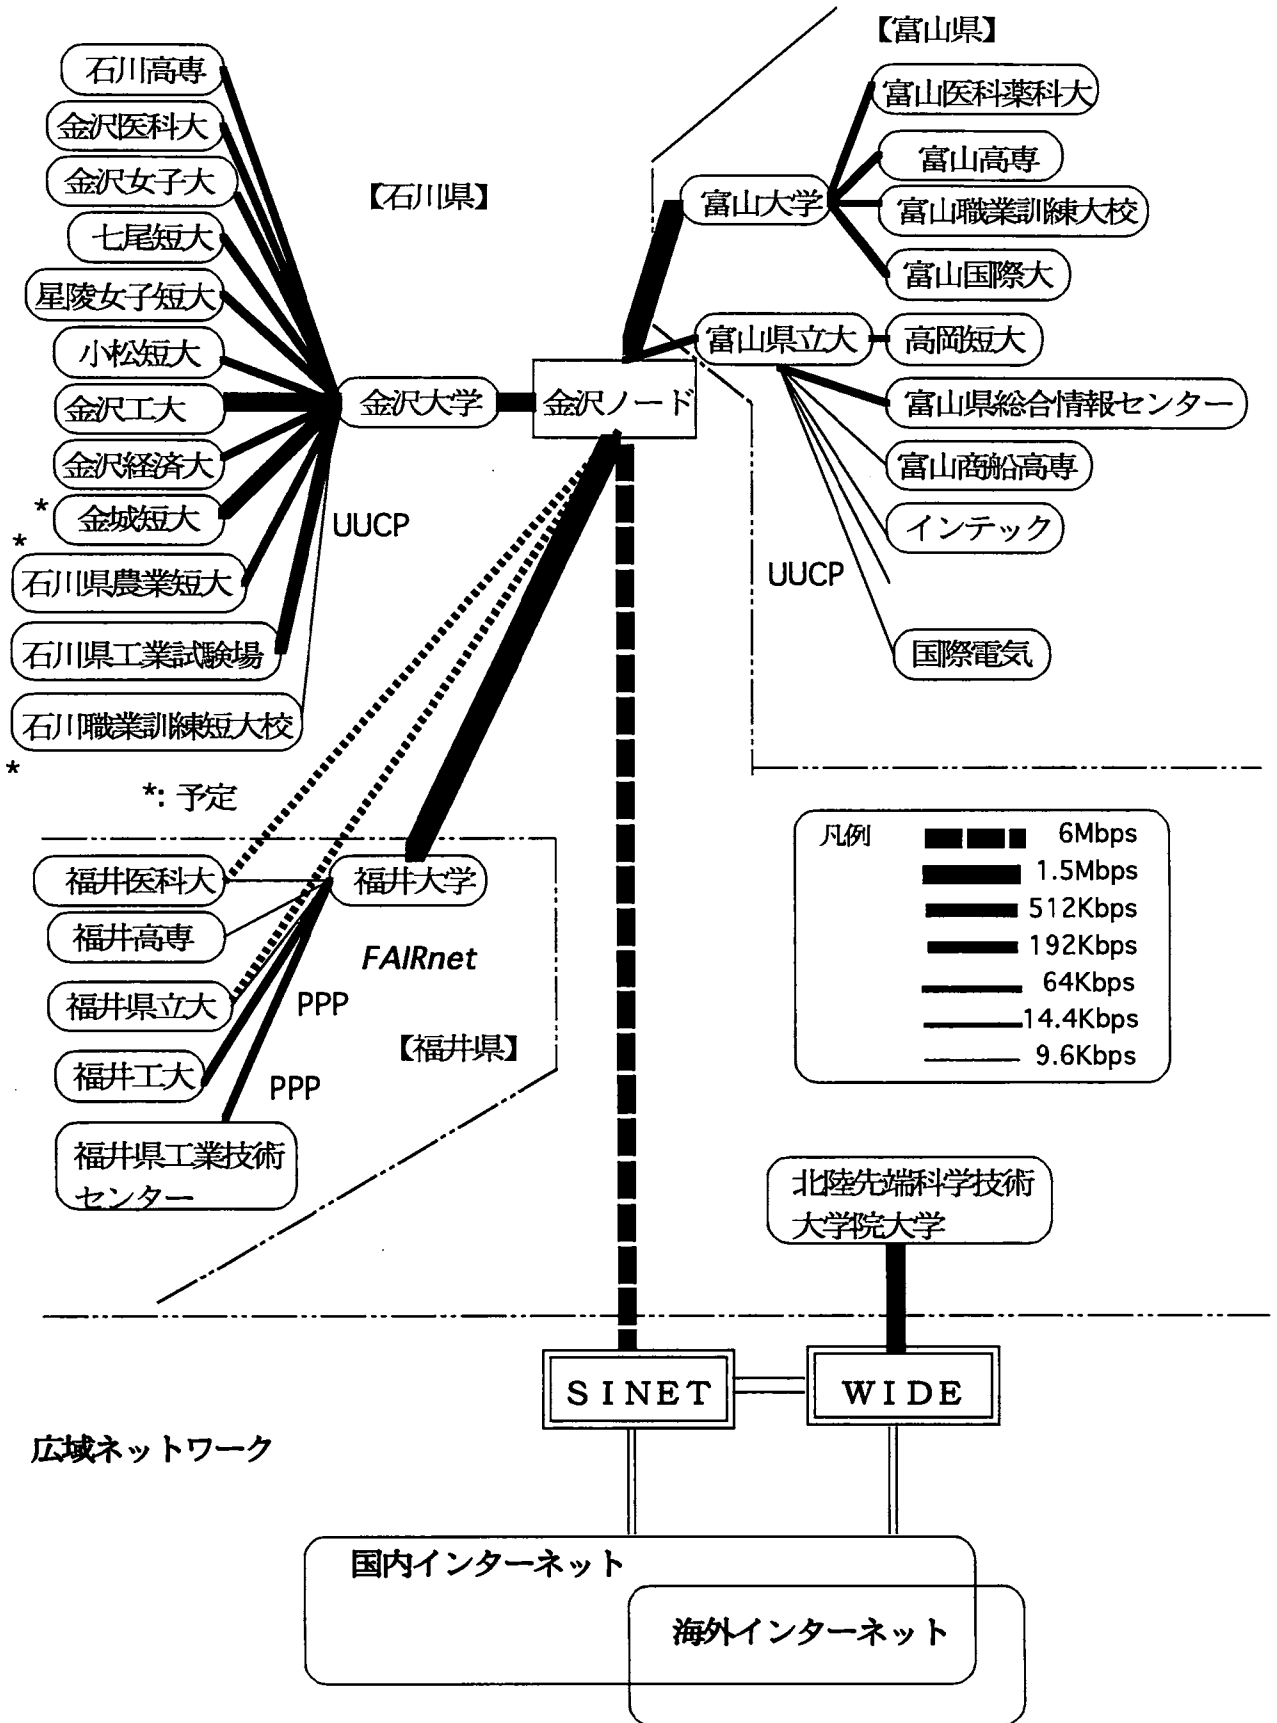 【富山県】
石川高専
金沢医科大
金沢女子大
七尾短大
星陵女子短大
小松短大
金沢工大
金沢経済大
* 金城短大
*
石川県農業短大
石川県工業試験場
石川職業訓練短大校
*
*: 予定
【石川県】
UUCP
金沢大学
金沢ノード
富山大学
富山医科薬科大
富山高専
富山職業訓練大校
富山国際大
富山県立大
高岡短大
富山県総合情報センター
富山商船高専
インテック
UUCP
国際電気
福井医科大
福井大学
福井高専
FAIRnet
福井県立大
PPP
【福井県】
福井工大
PPP
福井県工業技術
センター
凡例
6Mbps
1.5Mbps
512Kbps
192Kbps
64Kbps
14.4Kbps
9.6Kbps
北陸先端科学技術
大学院大学
SINET
WIDE
広域ネットワーク
国内インターネット
海外インターネット